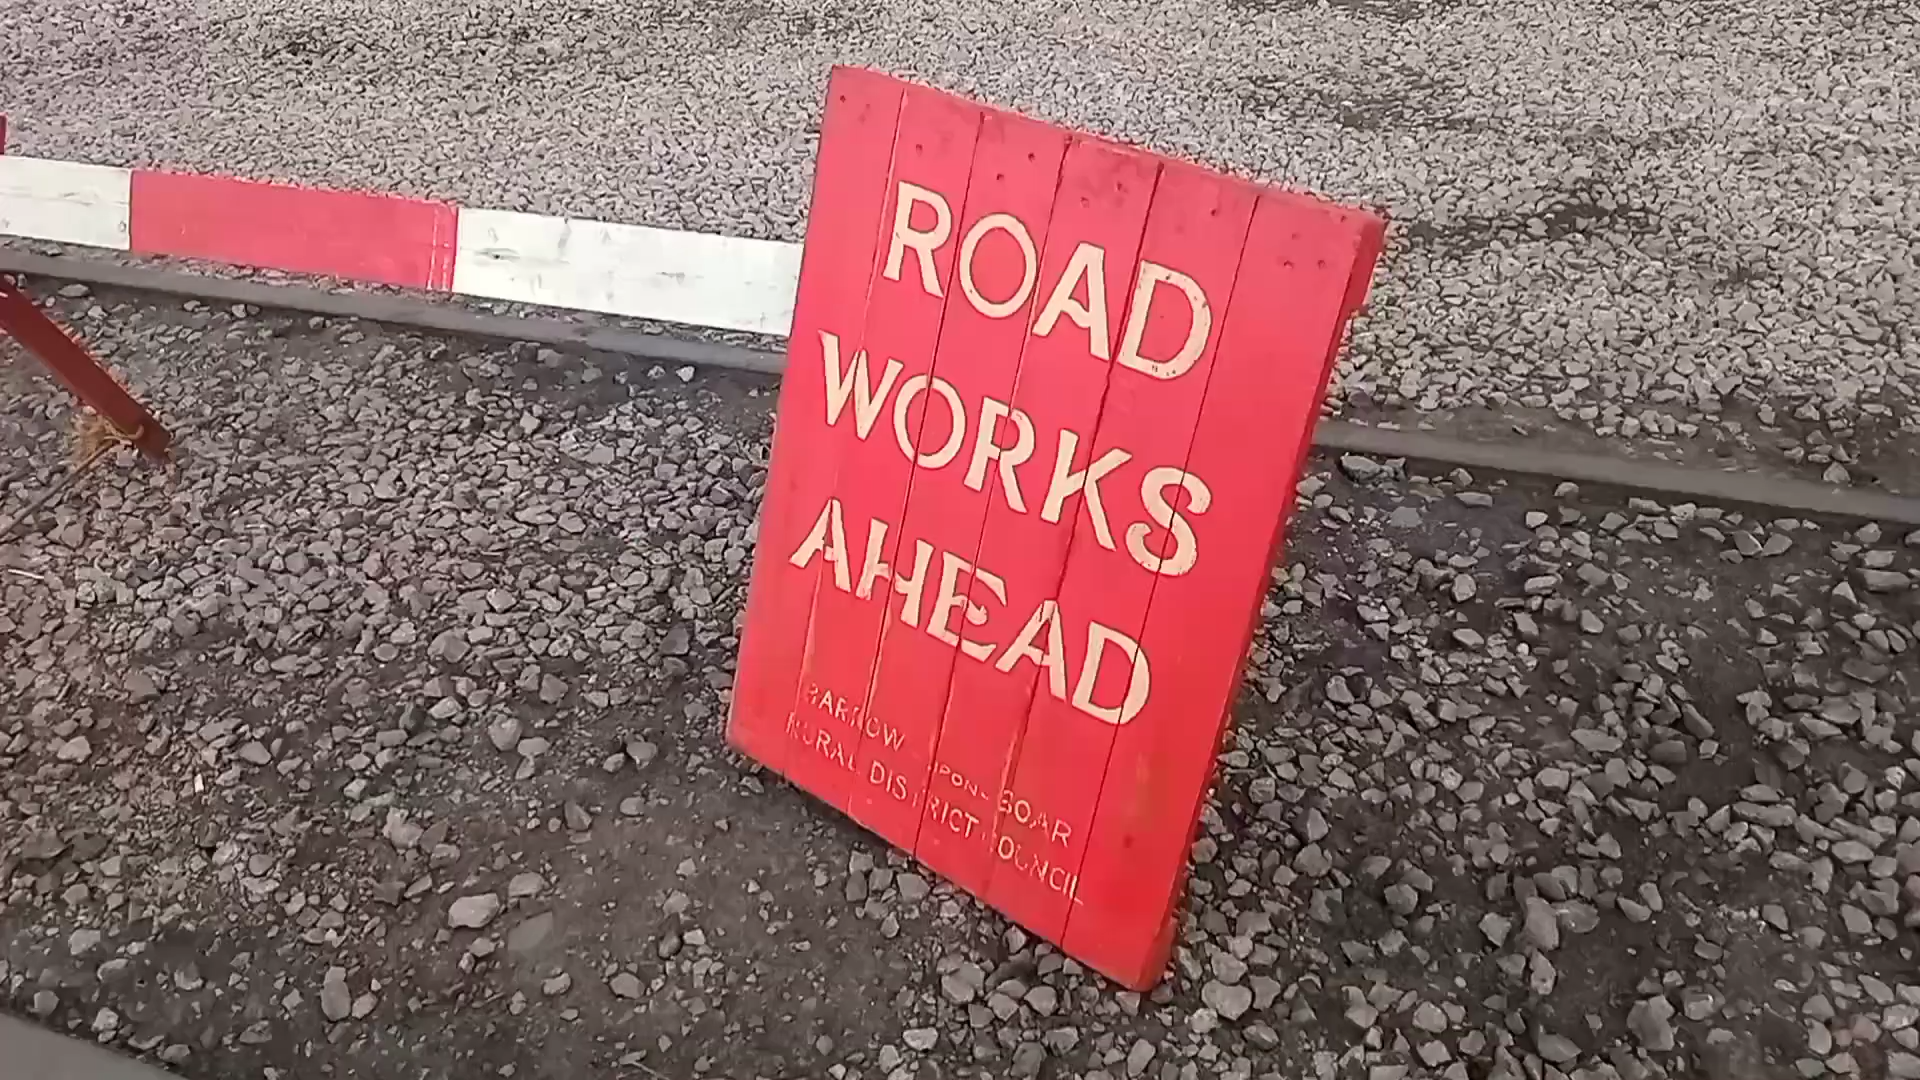 ROAD
WORKS
AHEAD
BARROW UPON SOAR
RURAL DISTRICT COUNCIL